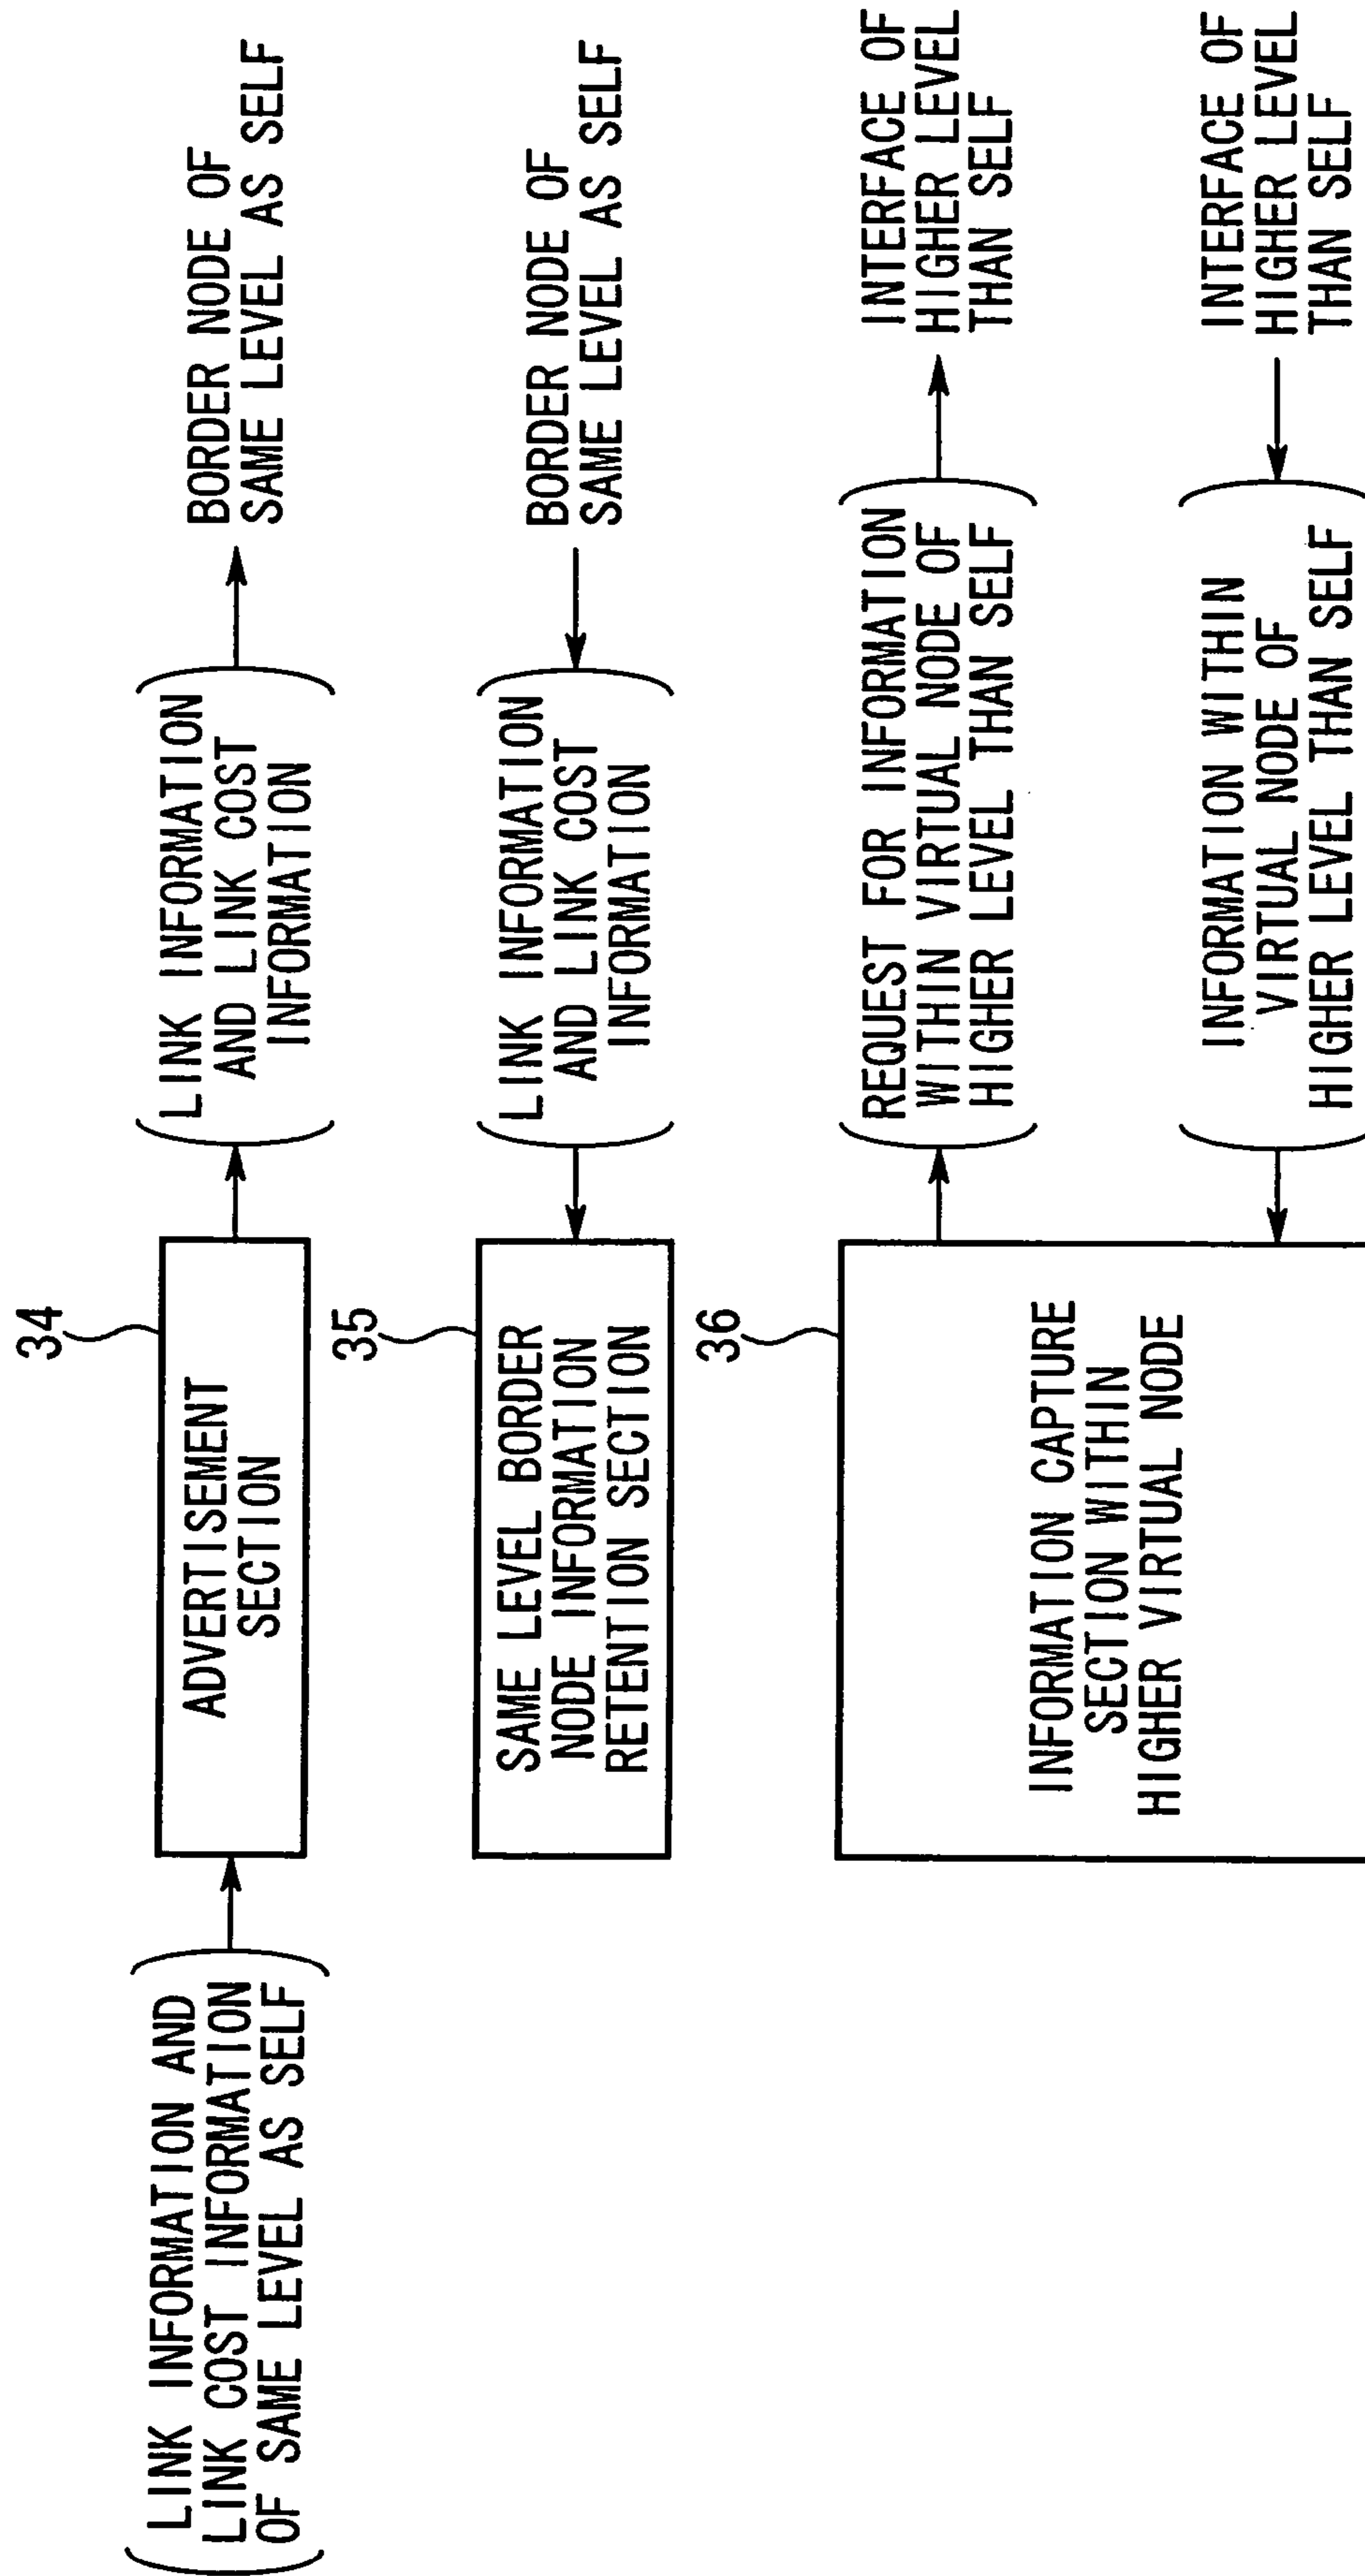 34
LINK INFORMATION AND
LINK COST INFORMATION
OF SAME LEVEL AS SELF
ADVERTISEMENT
SECTION
LINK INFORMATION
AND LINK COST
INFORMATION
BORDER NODE OF
SAME LEVEL AS SELF
35
SAME LEVEL BORDER
NODE INFORMATION
RETENTION SECTION
LINK INFORMATION
AND LINK COST
INFORMATION
BORDER NODE OF
SAME LEVEL AS SELF
36
INFORMATION CAPTURE
SECTION WITHIN
HIGHER VIRTUAL NODE
REQUEST FOR INFORMATION
WITHIN VIRTUAL NODE OF
HIGHER LEVEL THAN SELF
INTERFACE OF
HIGHER LEVEL
THAN SELF
INFORMATION WITHIN
VIRTUAL NODE OF
HIGHER LEVEL THAN SELF
INTERFACE OF
HIGHER LEVEL
THAN SELF